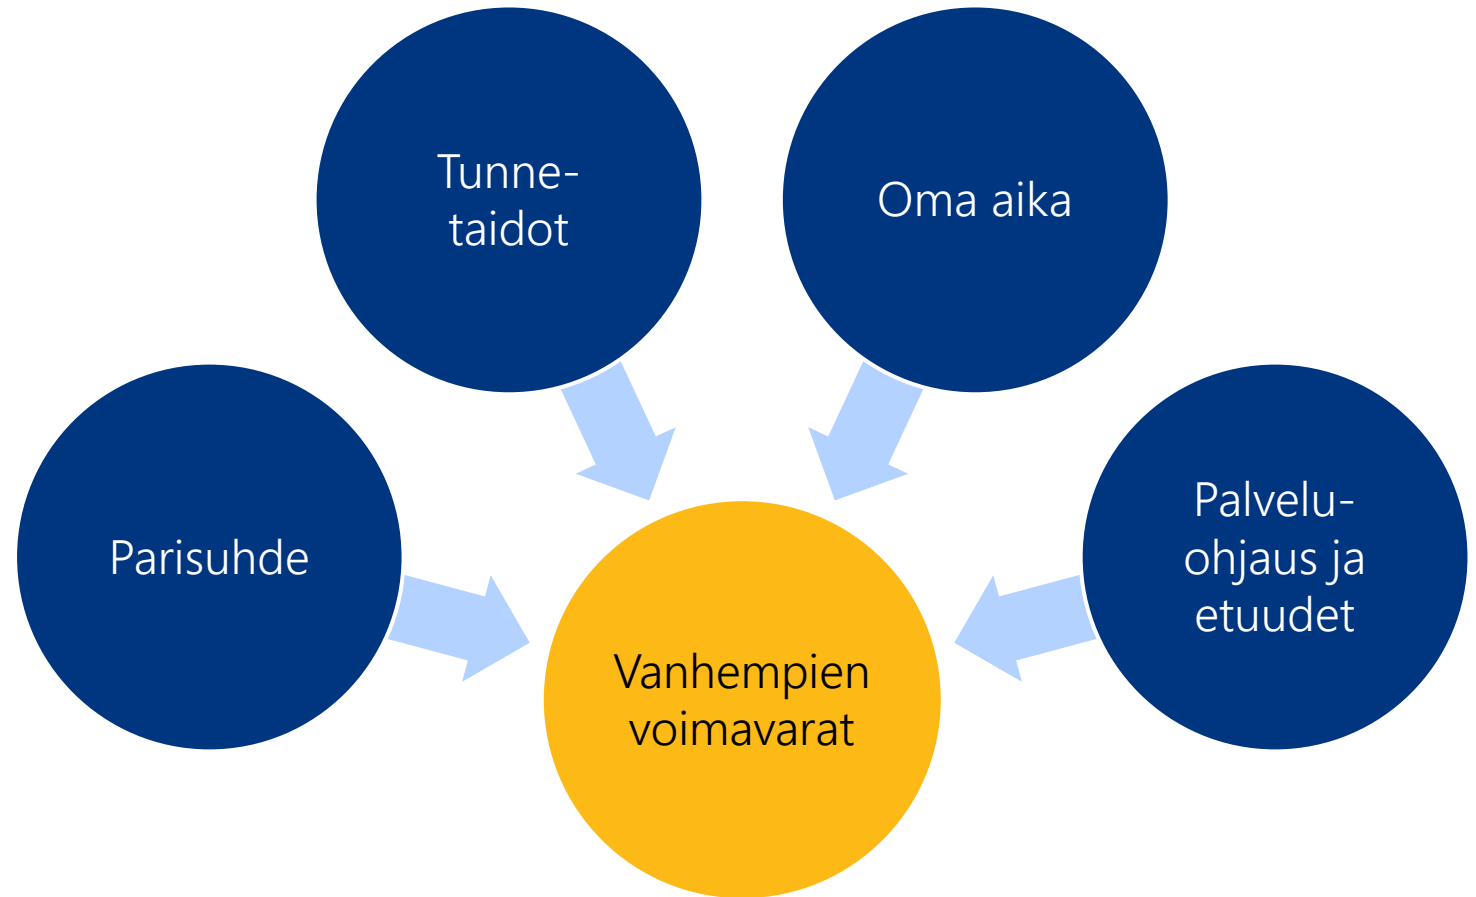 Tunne-
taidot
Oma aika
Parisuhde
Palvelu-
ohjaus ja
etuudet
Vanhempien
voimavarat